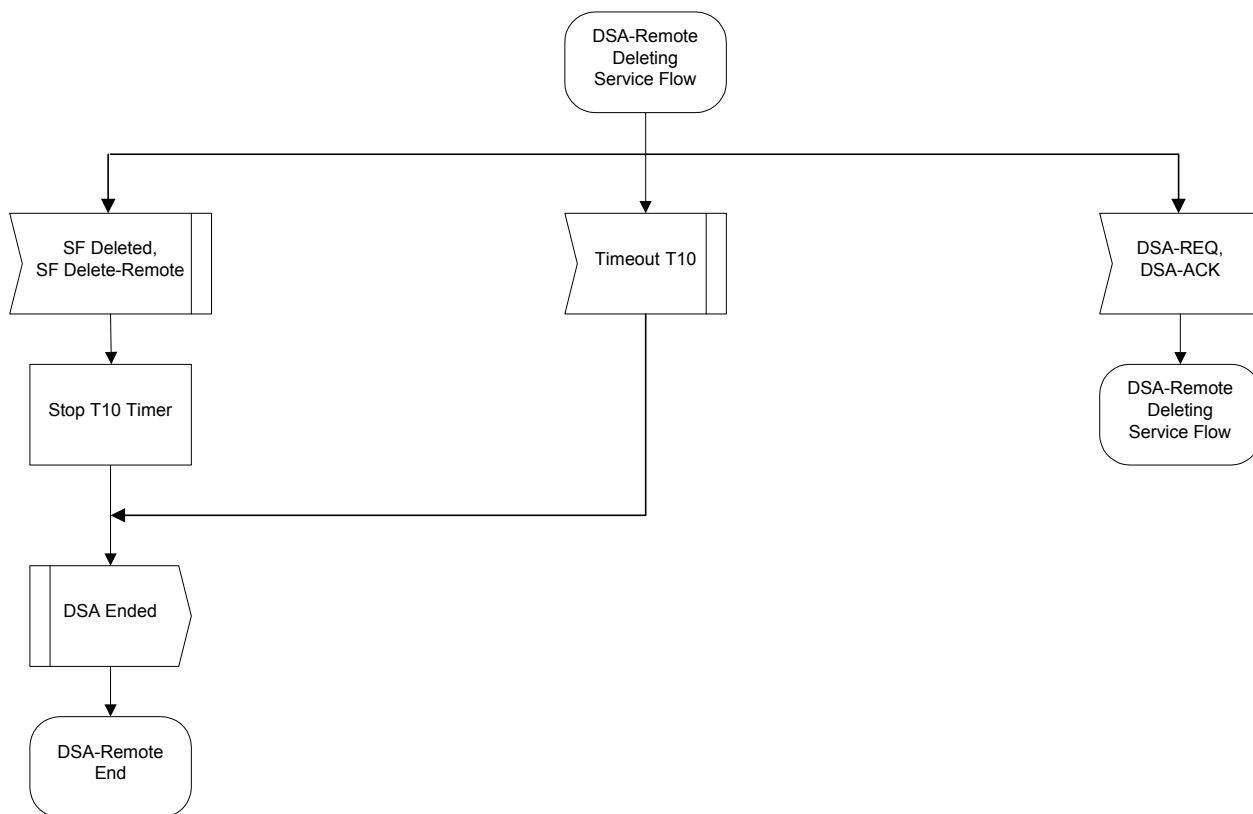 DSA-Remote
Deleting
Service Flow
SF Deleted,
SF Delete-Remote
Timeout T10
DSA-REQ,
DSA-ACK
Stop T10 Timer
DSA-Remote
Deleting
Service Flow
DSA Ended
DSA-Remote
End